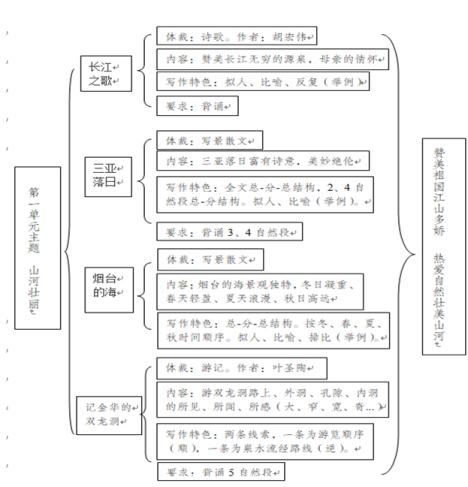 第一单元主题 山河壮丽
长江
之歌
体裁：诗歌。作者：胡宏伟
内容：赞美长江无穷的源泉，母亲的情怀
写作特色：拟人、比喻、反复（举例）
要求：背诵
三亚
落日
体裁：写景散文
内容：三亚落日富有诗意，美妙绝伦
写作特色：全文总-分-总结构，2、4自
然段总-分结构。拟人、比喻（举例）。
要求：背诵3、4自然段
烟台
的海
体裁：写景散文
内容：烟台的海景观独特，冬日凝重、
春天轻盈、夏天浪漫、秋日高远
写作特色：总-分-总结构。按冬、春、夏、
秋时间顺序。拟人、比喻、排比（举例）。
记金华的
双龙洞
体裁：游记。作者：叶圣陶
内容：游双龙洞路上、外洞、孔隙、内洞
的所见、所闻、所感（大、窄、宽、奇...）
写作特色：两条线索，一条为游览顺序
（顺），一条为泉水流经路线（逆）。
要求：背诵5自然段
赞美祖国江山多娇 热爱自然壮美山河